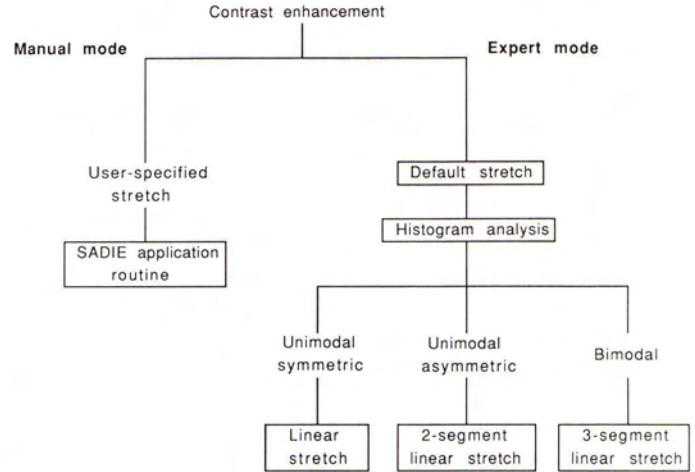 Contrast enhancement
Manual mode
Expert mode
User-specified
stretch
Default stretch
Histogram analysis
SADIE application
routine
Unimodal
symmetric
Unimodal
asymmetric
Bimodal
Linear
stretch
2-segment
linear stretch
3-segment
linear stretch